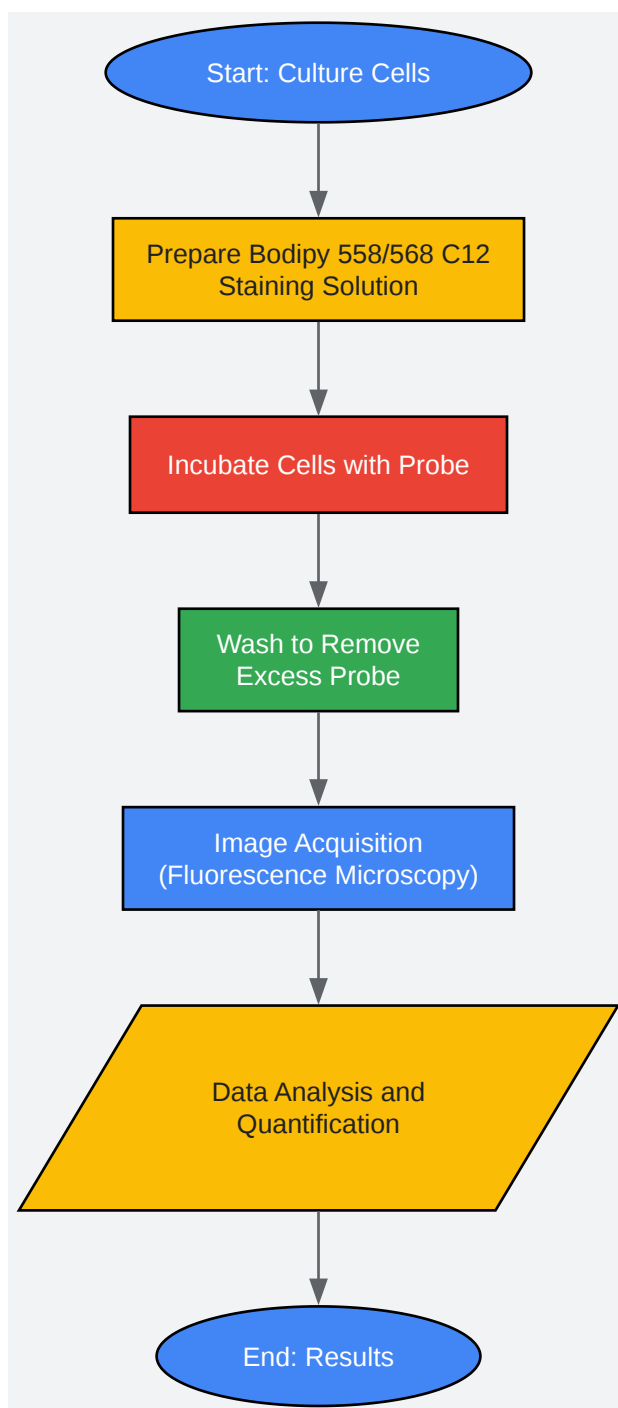 Start: Culture Cells
Prepare Bodipy 558/568 C12
Staining Solution
Incubate Cells with Probe
Wash to Remove
Excess Probe
Image Acquisition
(Fluorescence Microscopy)
Data Analysis and
Quantification
End: Results